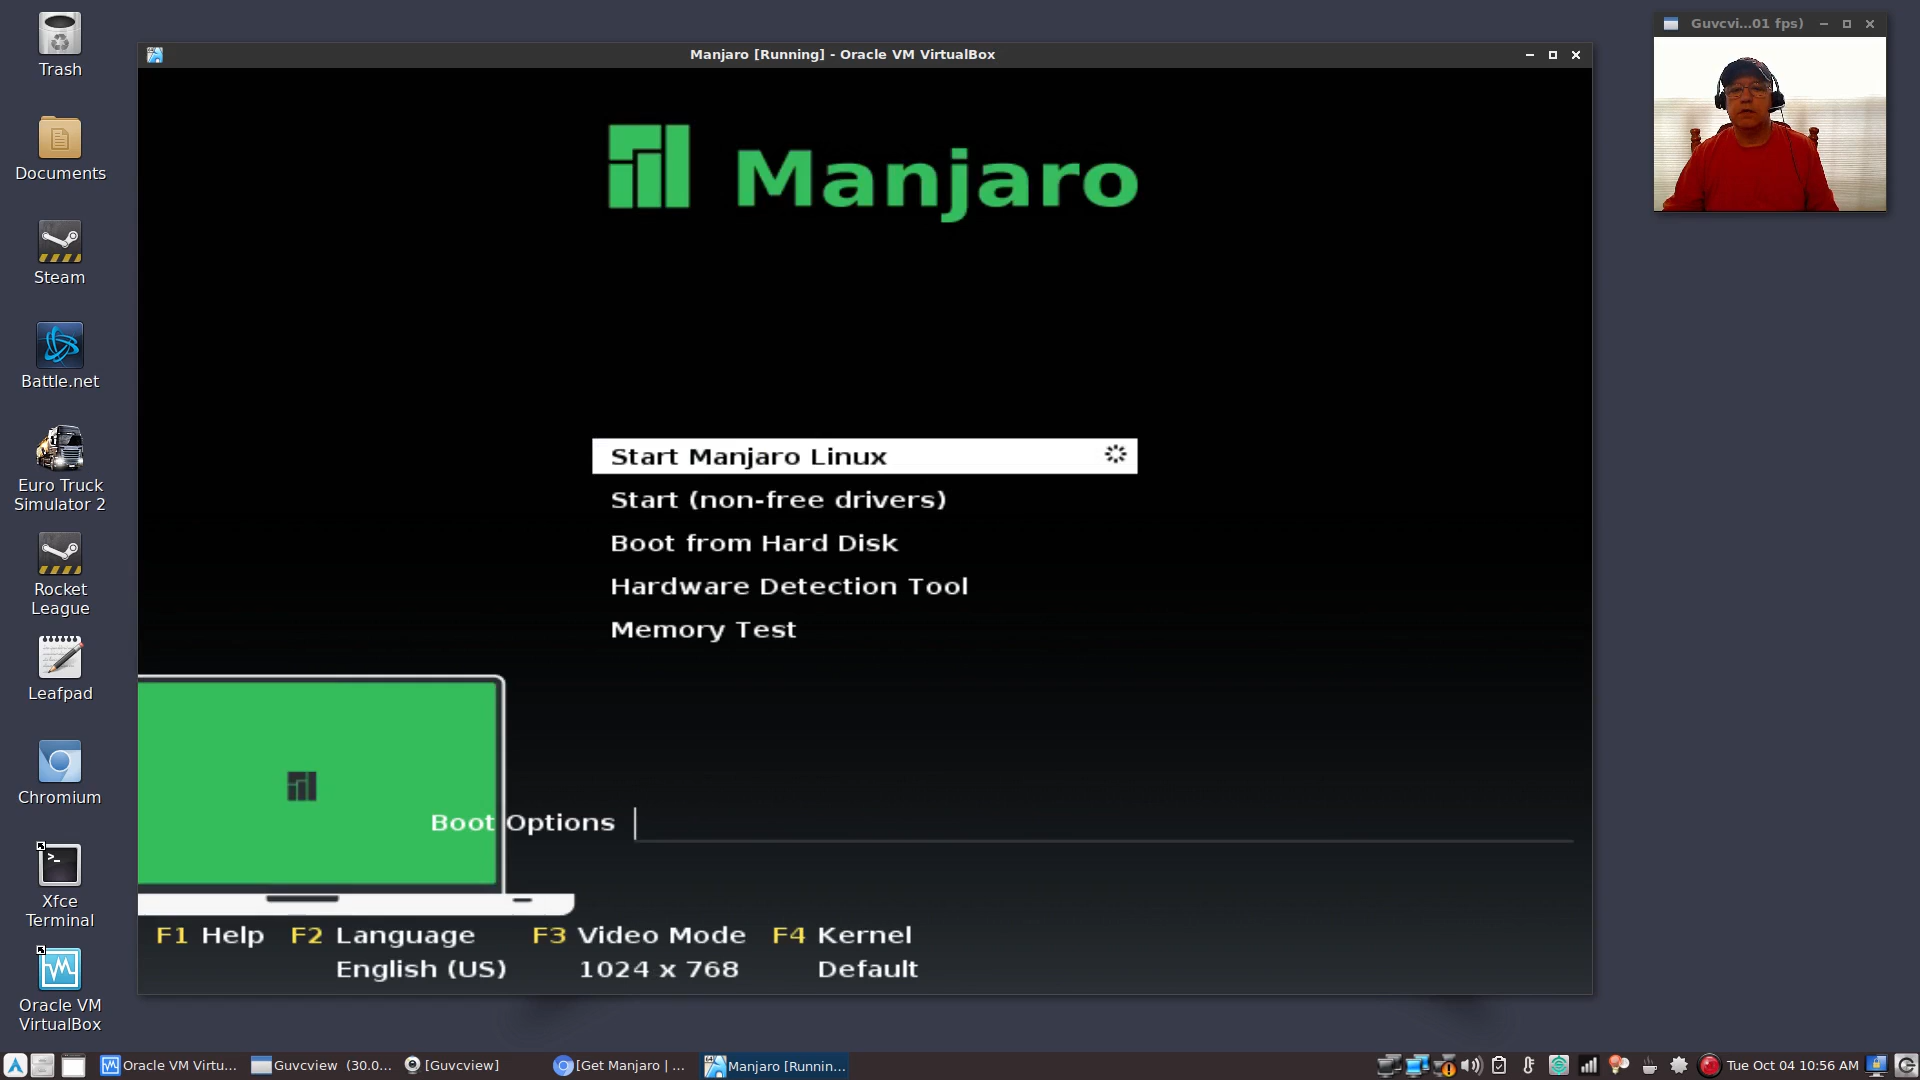 Trash
Documents
Steam
Battle.net
Euro Truck
Simulator 2
Rocket
League
Leafpad
Chromium
Xfce
Terminal
Oracle VM
VirtualBox
Manjaro [Running] - Oracle VM VirtualBox
Manjaro
Start Manjaro Linux
Start (non-free drivers)
Boot from Hard Disk
Hardware Detection Tool
Memory Test
Boot Options
F1 Help F2 Language F3 Video Mode F4 Kernel
English (US) 1024 x 768 Default
Guvcvi...01 fps)
Oracle VM Virtu... Guvcview (30.0... [Guvcview] [Get Manjaro | ... Manjaro [Runnin... Tue Oct 04 10:56 AM